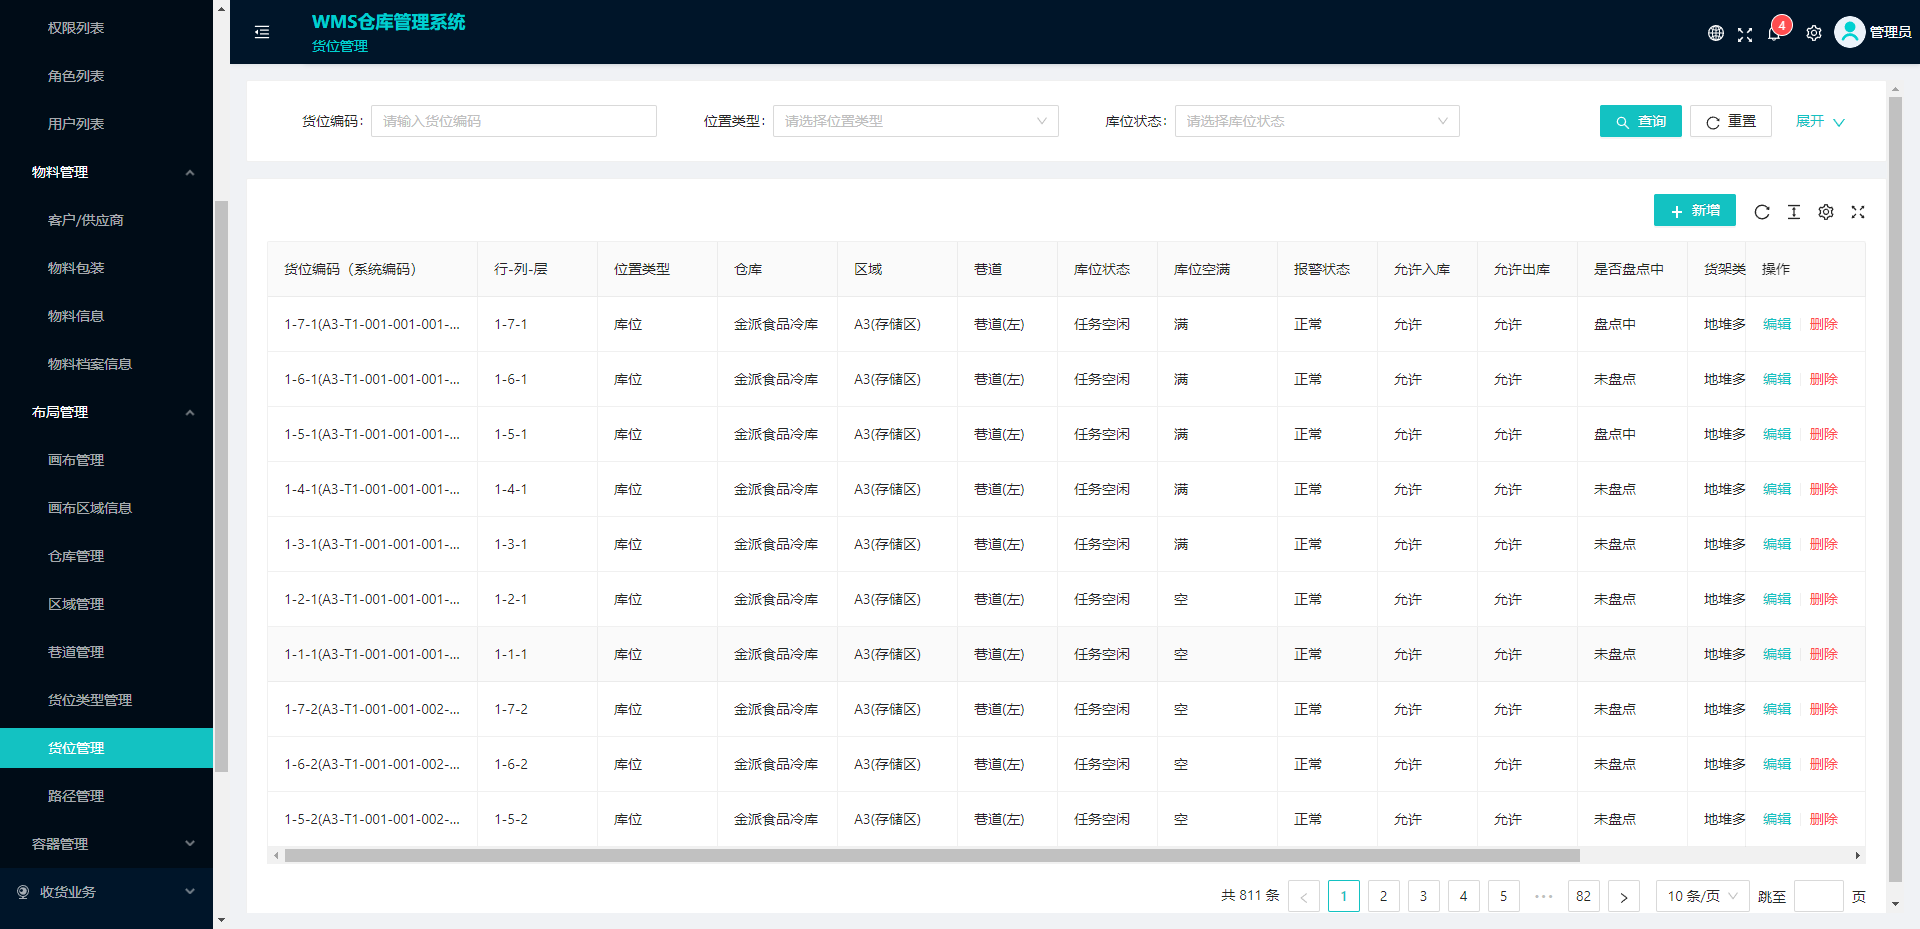 权限列表
角色列表
用户列表
物料管理
客户/供应商
物料包装
物料信息
物料档案信息
布局管理
画布管理
画布区域信息
仓库管理
区域管理
巷道管理
货位类型管理
货位管理
路径管理
容器管理
收货业务
WMS仓库管理系统
货位管理
4
管理员
货位编码: 请输入货位编码 位置类型: 请选择位置类型 库位状态: 请选择库位状态 查询 重置 展开
新增
货位编码（系统编码） 行-列-层 位置类型 仓库 区域 巷道 库位状态 库位空满 报警状态 允许入库 允许出库 是否盘点中 货架类 操作
1-7-1(A3-T1-001-001-001-... 1-7-1 库位 金派食品冷库 A3(存储区) 巷道(左) 任务空闲 满 正常 允许 允许 盘点中 地堆多 编辑 删除
1-6-1(A3-T1-001-001-001-... 1-6-1 库位 金派食品冷库 A3(存储区) 巷道(左) 任务空闲 满 正常 允许 允许 未盘点 地堆多 编辑 删除
1-5-1(A3-T1-001-001-001-... 1-5-1 库位 金派食品冷库 A3(存储区) 巷道(左) 任务空闲 满 正常 允许 允许 盘点中 地堆多 编辑 删除
1-4-1(A3-T1-001-001-001-... 1-4-1 库位 金派食品冷库 A3(存储区) 巷道(左) 任务空闲 满 正常 允许 允许 未盘点 地堆多 编辑 删除
1-3-1(A3-T1-001-001-001-... 1-3-1 库位 金派食品冷库 A3(存储区) 巷道(左) 任务空闲 满 正常 允许 允许 未盘点 地堆多 编辑 删除
1-2-1(A3-T1-001-001-001-... 1-2-1 库位 金派食品冷库 A3(存储区) 巷道(左) 任务空闲 空 正常 允许 允许 未盘点 地堆多 编辑 删除
1-1-1(A3-T1-001-001-001-... 1-1-1 库位 金派食品冷库 A3(存储区) 巷道(左) 任务空闲 空 正常 允许 允许 未盘点 地堆多 编辑 删除
1-7-2(A3-T1-001-001-002-... 1-7-2 库位 金派食品冷库 A3(存储区) 巷道(左) 任务空闲 空 正常 允许 允许 未盘点 地堆多 编辑 删除
1-6-2(A3-T1-001-001-002-... 1-6-2 库位 金派食品冷库 A3(存储区) 巷道(左) 任务空闲 空 正常 允许 允许 未盘点 地堆多 编辑 删除
1-5-2(A3-T1-001-001-002-... 1-5-2 库位 金派食品冷库 A3(存储区) 巷道(左) 任务空闲 空 正常 允许 允许 未盘点 地堆多 编辑 删除
共 811 条 < 1 2 3 4 5 ••• 82 > 10 条/页 跳至 页